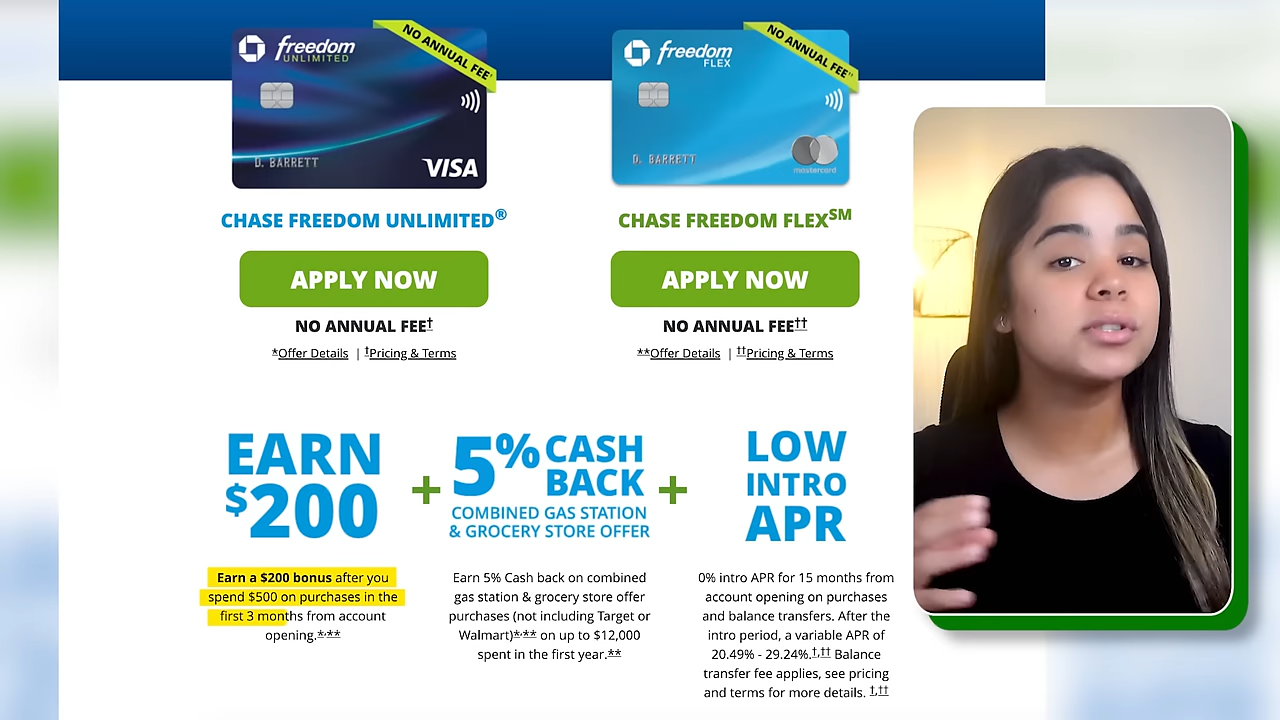 freedom
UNLIMITED
NO ANNUAL FEE†
D. BARRETT
VISA
freedom
FLEX
NO ANNUAL FEE††
D. BARRETT
mastercard
CHASE FREEDOM UNLIMITED®
APPLY NOW
NO ANNUAL FEE†
*Offer Details | †Pricing & Terms
CHASE FREEDOM FLEXSM
APPLY NOW
NO ANNUAL FEE††
**Offer Details | ††Pricing & Terms
EARN
$200
+
5% CASH
BACK
COMBINED GAS STATION
& GROCERY STORE OFFER
+
LOW
INTRO
APR
Earn a $200 bonus after you
spend $500 on purchases in the
first 3 months from account
opening.*,**
Earn 5% Cash back on combined
gas station & grocery store offer
purchases (not including Target or
Walmart)*,** on up to $12,000
spent in the first year.**
0% intro APR for 15 months from
account opening on purchases
and balance transfers. After the
intro period, a variable APR of
20.49% - 29.24%.†,†† Balance
transfer fee applies, see pricing
and terms for more details. †,††